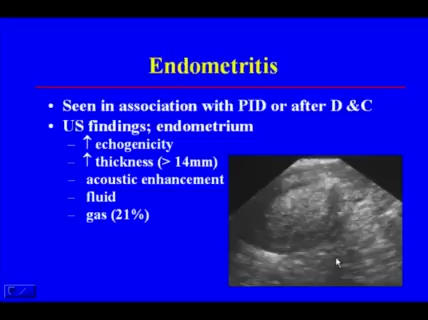 Endometritis
• Seen in association with PID or after D &C
• US findings; endometrium
– ↑ echogenicity
– ↑ thickness (> 14mm)
– acoustic enhancement
– fluid
– gas (21%)